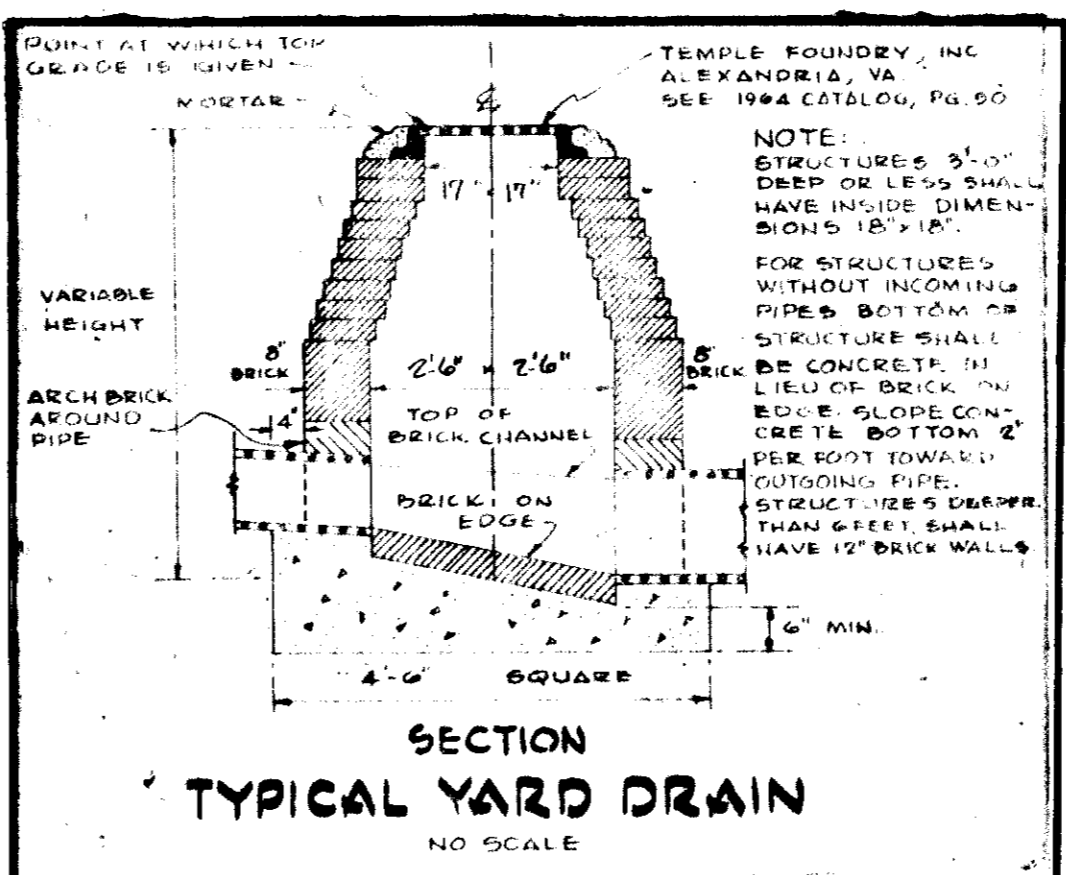 POINT AT WHICH TOP
GRADE IS GIVEN
MORTAR
TEMPLE FOUNDRY, INC
ALEXANDRIA, VA.
SEE 1964 CATALOG, PG. 50
NOTE:
STRUCTURES 3'-0"
DEEP OR LESS SHALL
HAVE INSIDE DIMEN-
SIONS 18" x 18".
FOR STRUCTURES
WITHOUT INCOMING
PIPES BOTTOM OF
STRUCTURE SHALL
BE CONCRETE IN
LIEU OF BRICK ON
EDGE. SLOPE CON-
CRETE BOTTOM 2"
PER FOOT TOWARD
OUTGOING PIPE.
STRUCTURES DEEPER
THAN 6 FEET, SHALL
HAVE 12" BRICK WALLS.
17" x 17"
VARIABLE
HEIGHT
8"
BRICK
2'-6" x 2'-6"
8"
BRICK
ARCH BRICK
AROUND
PIPE
4"
TOP OF
BRICK CHANNEL
BRICK ON
EDGE
6" MIN.
4'-6" SQUARE
SECTION
TYPICAL YARD DRAIN
NO SCALE